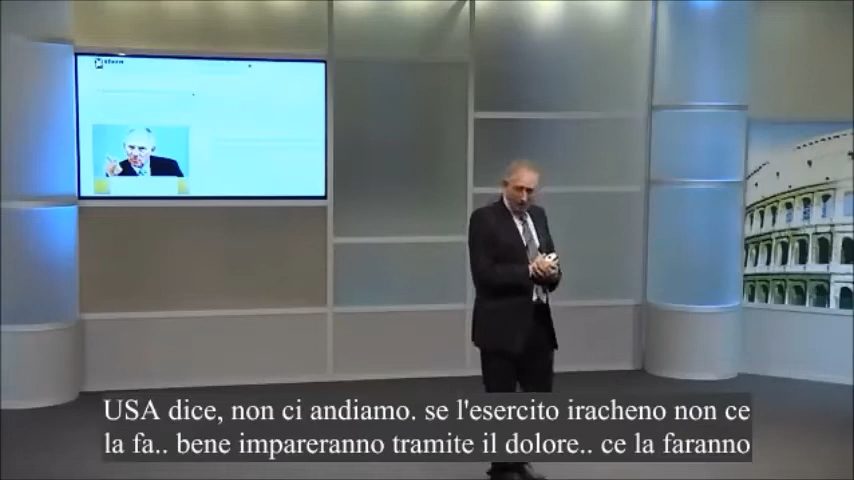 stern
USA dice, non ci andiamo. se l'esercito iracheno non ce
la fa.. bene impareranno tramite il dolore.. ce la faranno